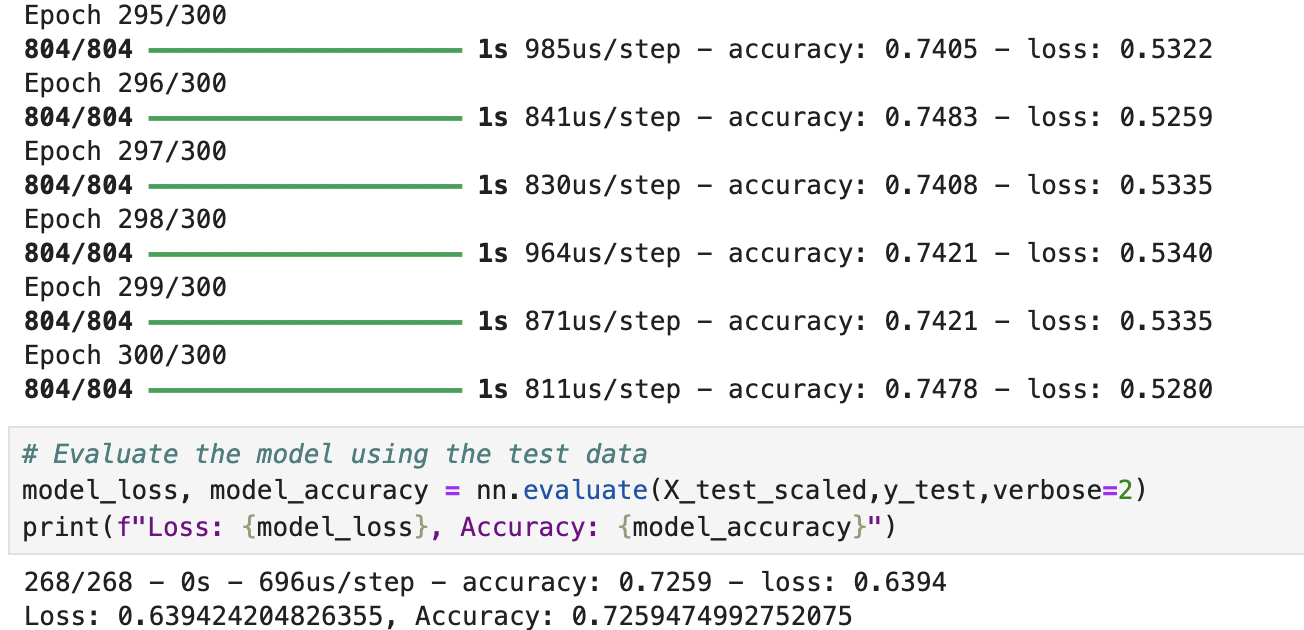 Epoch 295/300
804/804 ━━━━━━━━━━━━━━━━━━━━ 1s 985us/step - accuracy: 0.7405 - loss: 0.5322
Epoch 296/300
804/804 ━━━━━━━━━━━━━━━━━━━━ 1s 841us/step - accuracy: 0.7483 - loss: 0.5259
Epoch 297/300
804/804 ━━━━━━━━━━━━━━━━━━━━ 1s 830us/step - accuracy: 0.7408 - loss: 0.5335
Epoch 298/300
804/804 ━━━━━━━━━━━━━━━━━━━━ 1s 964us/step - accuracy: 0.7421 - loss: 0.5340
Epoch 299/300
804/804 ━━━━━━━━━━━━━━━━━━━━ 1s 871us/step - accuracy: 0.7421 - loss: 0.5335
Epoch 300/300
804/804 ━━━━━━━━━━━━━━━━━━━━ 1s 811us/step - accuracy: 0.7478 - loss: 0.5280
# Evaluate the model using the test data
model_loss, model_accuracy = nn.evaluate(X_test_scaled,y_test,verbose=2)
print(f"Loss: {model_loss}, Accuracy: {model_accuracy}")
268/268 - 0s - 696us/step - accuracy: 0.7259 - loss: 0.6394
Loss: 0.639424204826355, Accuracy: 0.7259474992752075